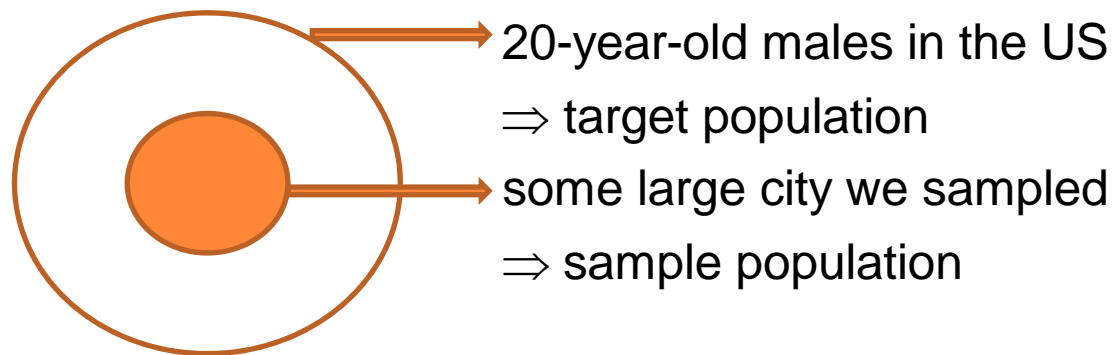 20-year-old males in the US
⇒ target population
some large city we sampled
⇒ sample population